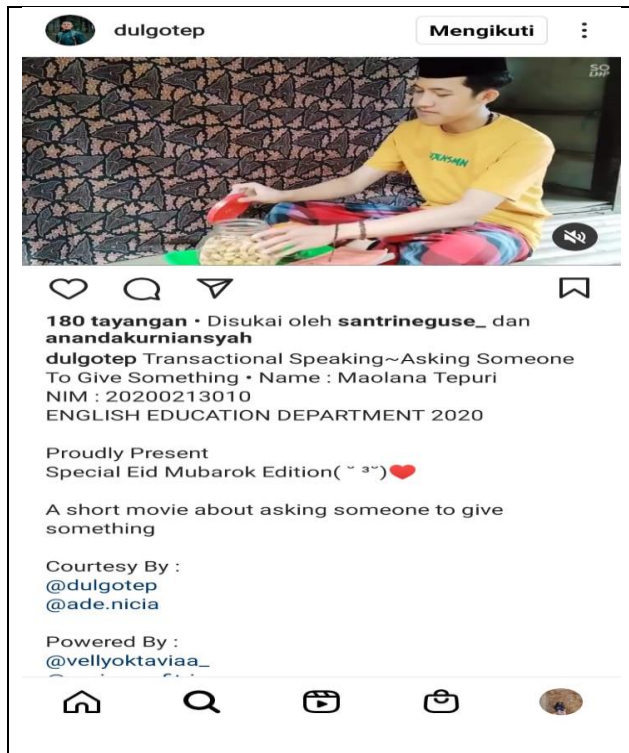 dulgotep
Mengikuti
180 tayangan • Disukai oleh santrineguse_ dan
anandakurniansyah
dulgotep Transactional Speaking~Asking Someone
To Give Something • Name : Maolana Tepuri
NIM : 20200213010
ENGLISH EDUCATION DEPARTMENT 2020
Proudly Present
Special Eid Mubarok Edition( ˘ ³˘)❤️
A short movie about asking someone to give
something
Courtesy By :
@dulgotep
@ade.nicia
Powered By :
@vellyoktaviaa_